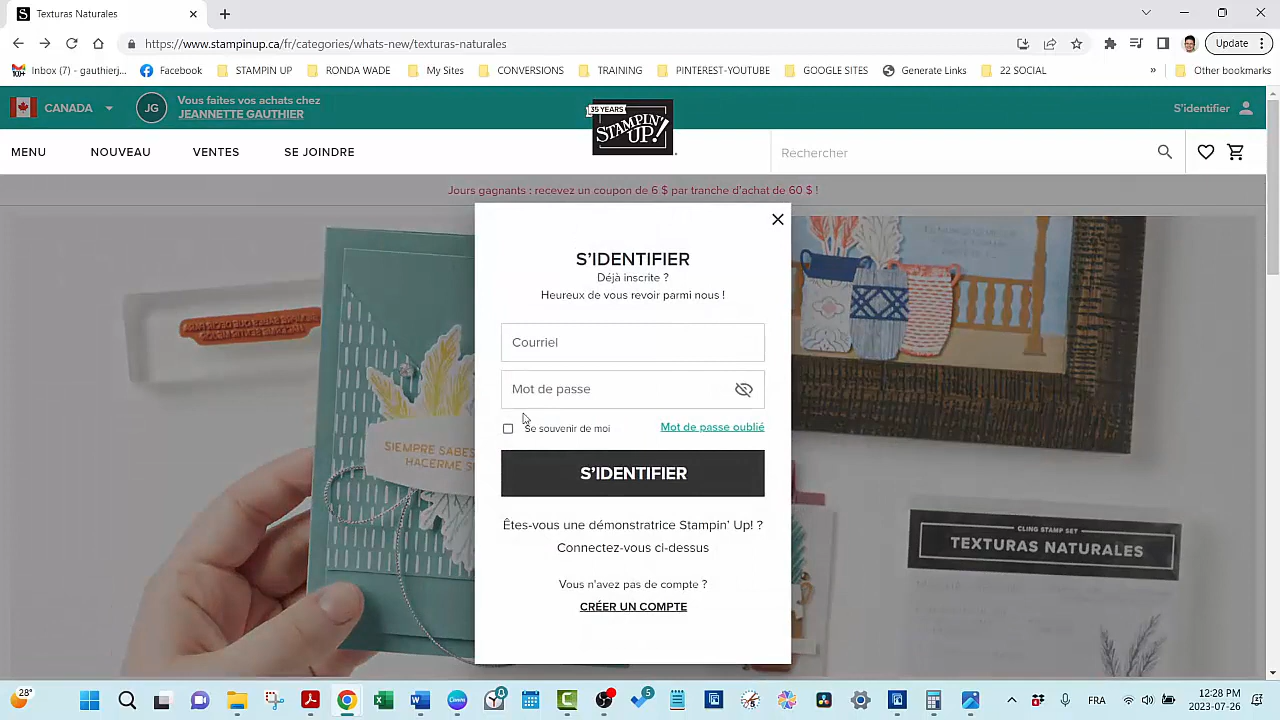 Texturas Naturales
https://www.stampinup.ca/fr/categories/whats-new/texturas-naturales
Update
Inbox (7) - gauthierj...
Facebook
STAMPIN UP
RONDA WADE
My Sites
CONVERSIONS
TRAINING
PINTEREST-YOUTUBE
GOOGLE SITES
Generate Links
22 SOCIAL
»
Other bookmarks
CANADA
JG
Vous faites vos achats chez
JEANNETTE GAUTHIER
35 YEARS
STAMPIN' UP!
S'identifier
MENU
NOUVEAU
VENTES
SE JOINDRE
Rechercher
Jours gagnants : recevez un coupon de 6 $ par tranche d'achat de 60 $ !
S'IDENTIFIER
Déjà inscrite ?
Heureux de vous revoir parmi nous !
Courriel
Mot de passe
Se souvenir de moi
Mot de passe oublié
S'IDENTIFIER
Êtes-vous une démonstratrice Stampin' Up! ?
Connectez-vous ci-dessus
Vous n'avez pas de compte ?
CRÉER UN COMPTE
SIEMPRE SABES
HACERME
CLING STAMP SET
TEXTURAS NATURALES
28°
0
5
FRA
12:28 PM
2023-07-26